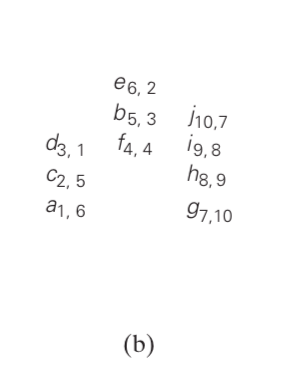 e6, 2
b5, 3 j10,7
d3, 1 f4, 4 i9, 8
c2, 5 h8, 9
a1, 6 g7,10
(b)